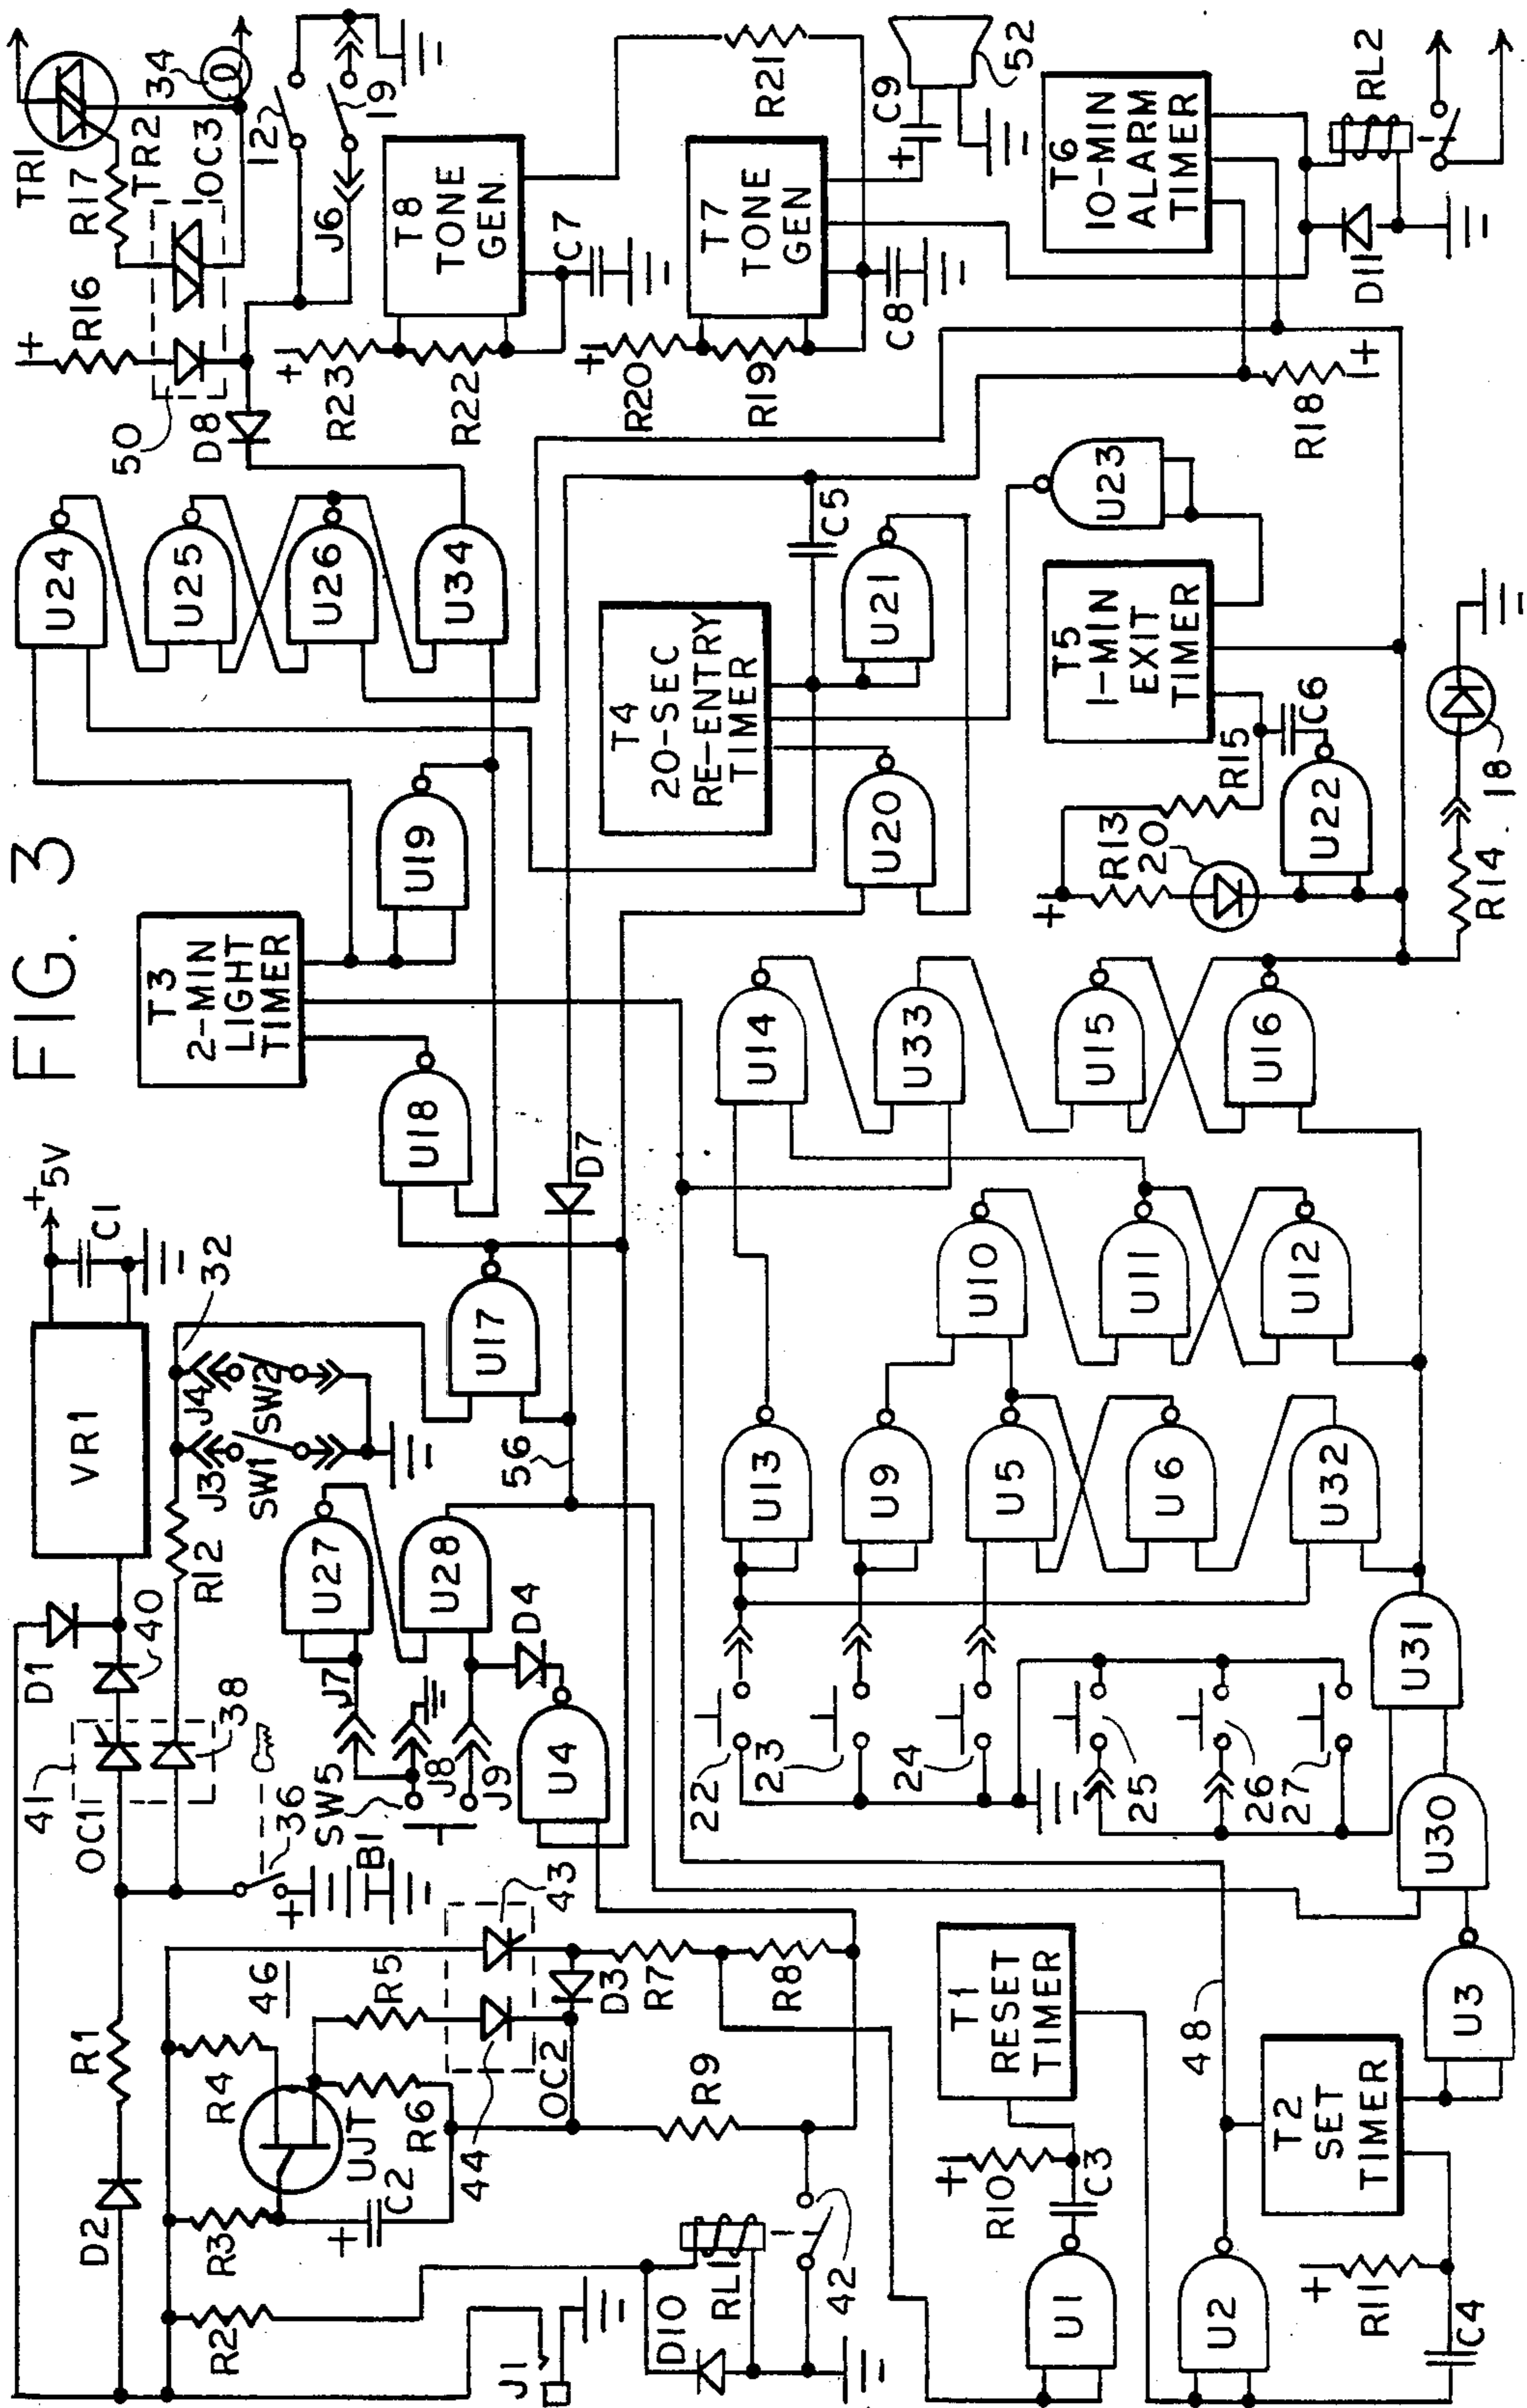 FIG. 3
+
5V
C1
VR1
D1
40
41
OC1
38
36
32
R12
J3
SW1
J4
SW2
R1
D2
R4
R3
UJT
46
R5
R6
C2
+
44
OC2
43
D3
R7
R8
R9
R2
J1
D10
RL1
42
B1
+
SW5
J7
J8
J9
U27
U28
D4
U4
56
U17
D7
U18
T3
2-MIN
LIGHT
TIMER
U19
U24
U25
U26
U34
D8
50
+
R16
OC3
TR2
R17
TR1
34
12
19
J6
T8
TONE
GEN
+
R23
R22
C7
R21
T7
TONE
GEN
+
R20
R19
C8
+
C9
52
T6
10-MIN
ALARM
TIMER
RL2
D11
R18
+
T4
20-SEC
RE-ENTRY
TIMER
C5
U21
U20
U23
T5
1-MIN
EXIT
TIMER
C6
R15
R13
+
20
U22
18
R14
U14
U33
U15
U16
U10
U11
U12
U13
U9
U5
U6
U32
22
23
24
25
26
27
U31
U30
U3
48
T1
RESET
TIMER
+
R10
C3
U1
U2
T2
SET
TIMER
+
R11
C4